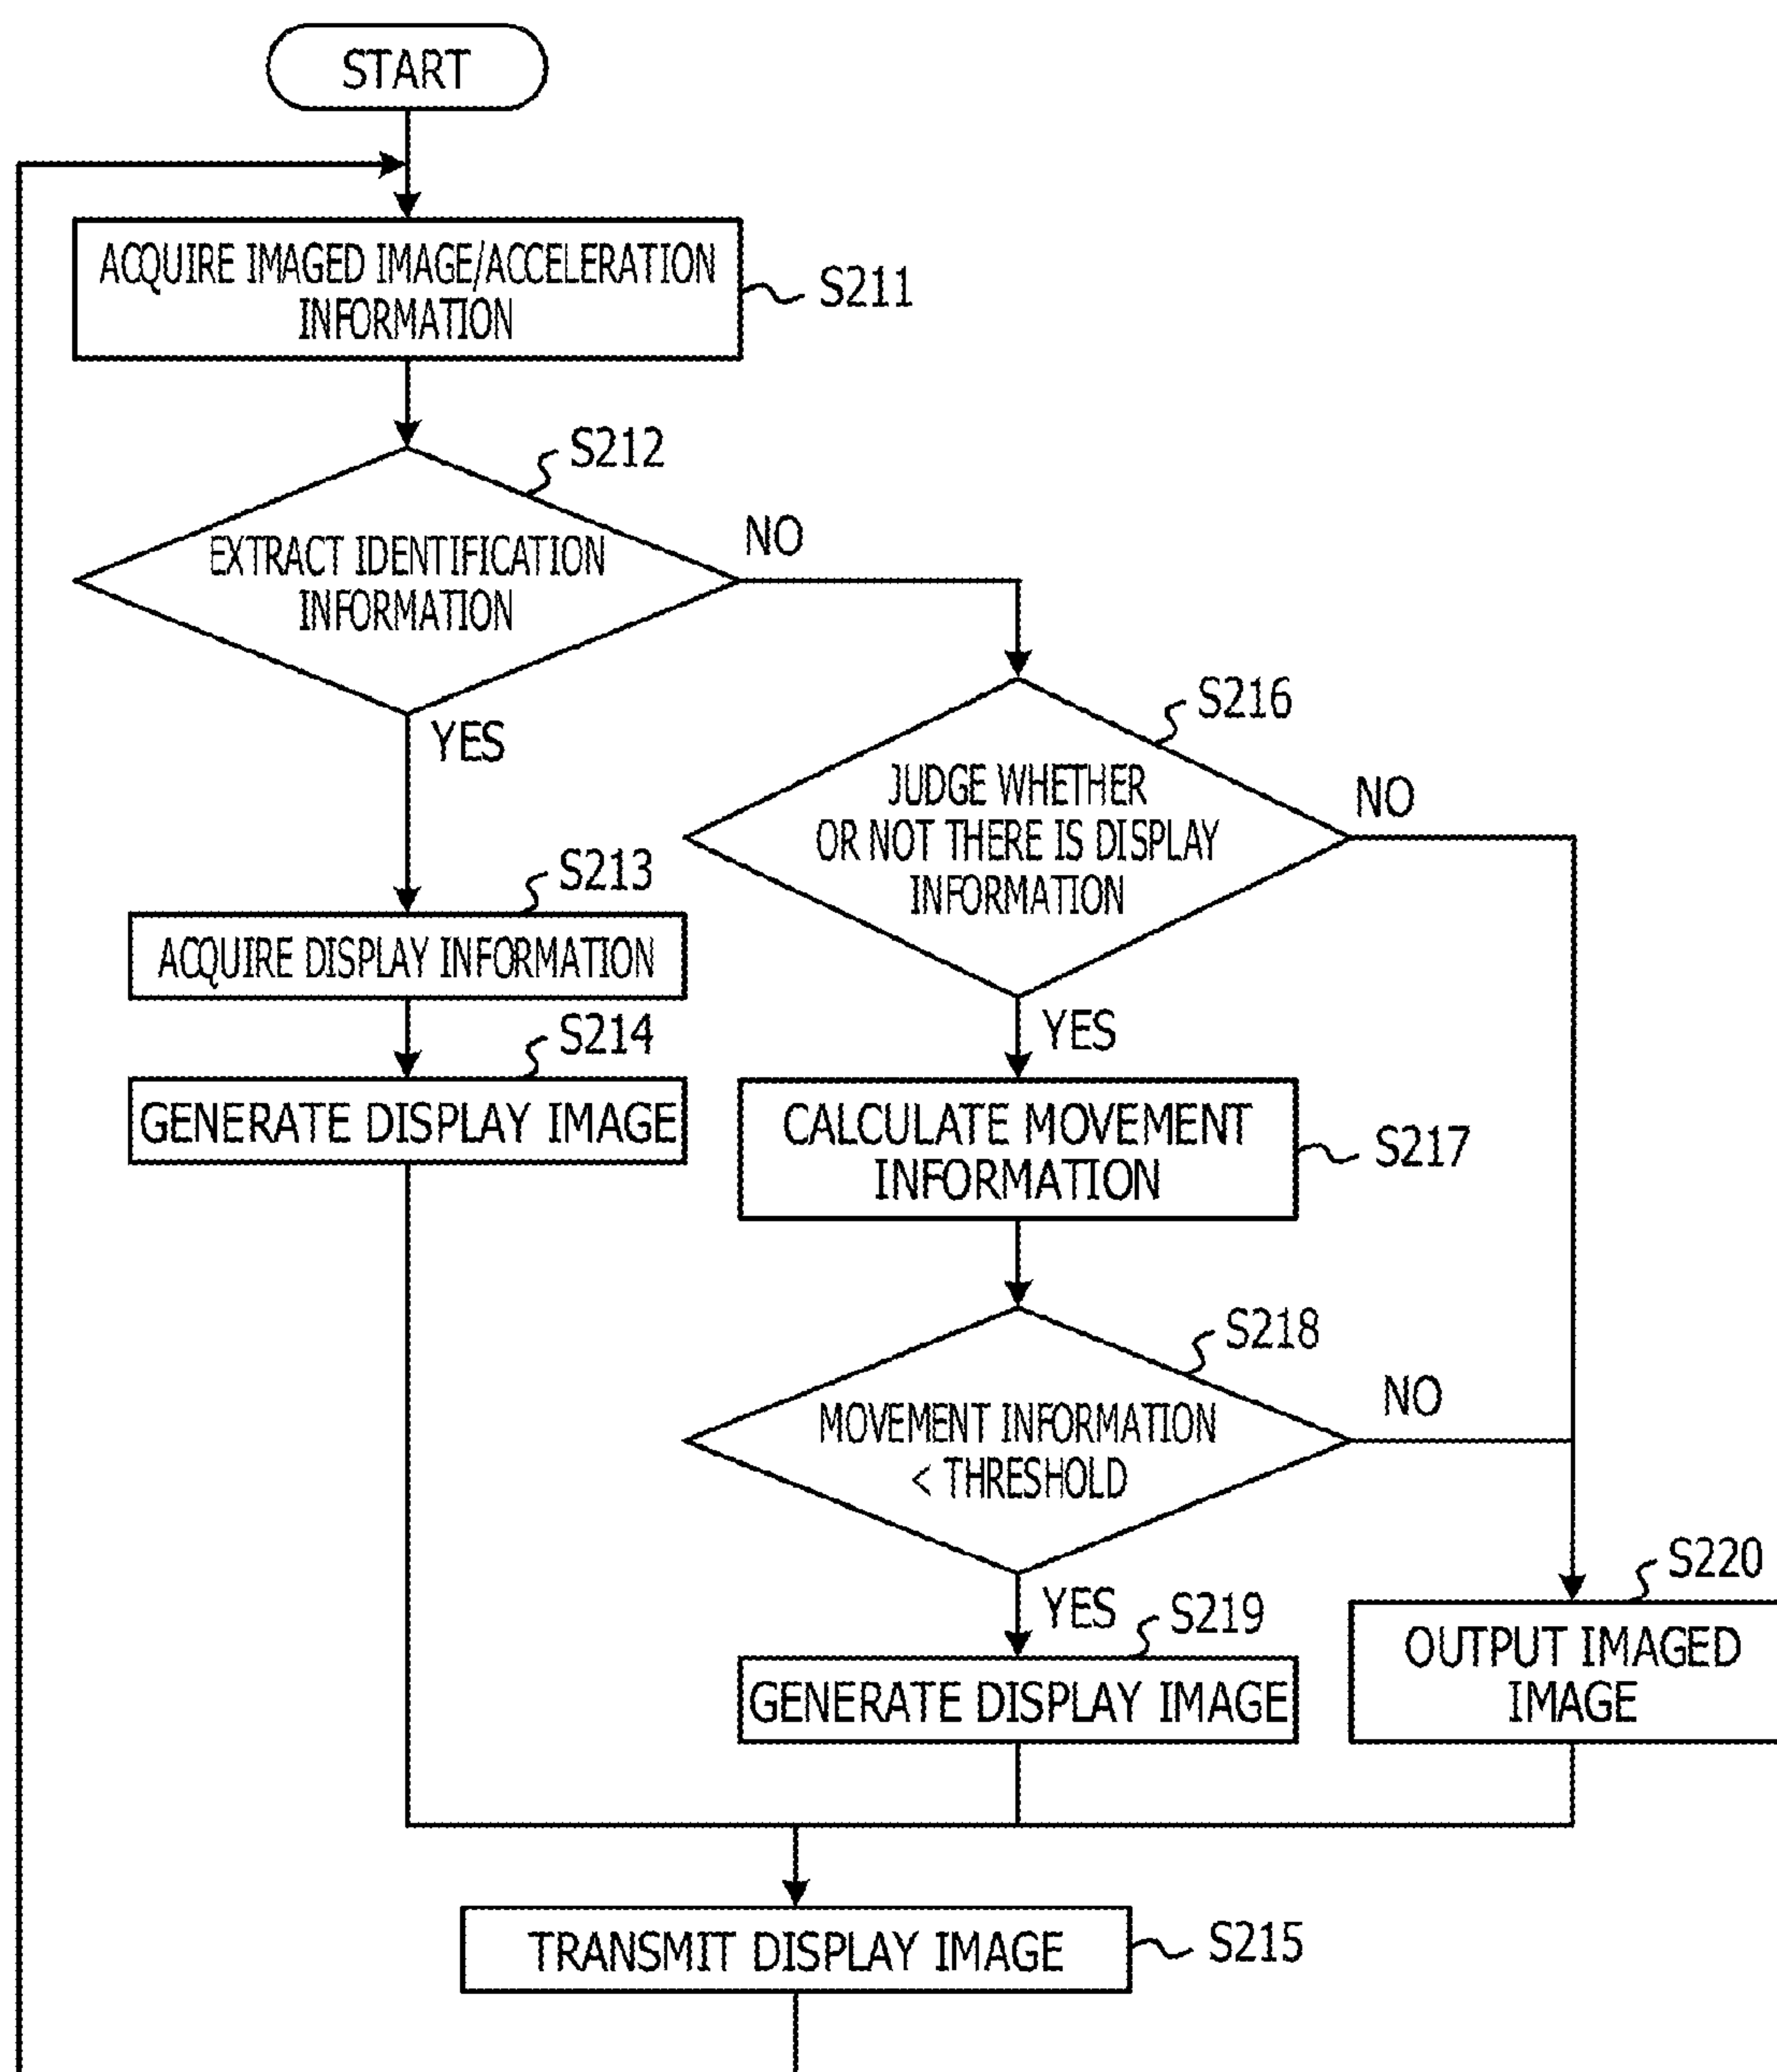 START
ACQUIRE IMAGED IMAGE/ACCELERATION
INFORMATION
S211
S212
EXTRACT IDENTIFICATION
INFORMATION
NO
YES
S216
JUDGE WHETHER
OR NOT THERE IS DISPLAY
INFORMATION
NO
YES
S213
ACQUIRE DISPLAY INFORMATION
S214
GENERATE DISPLAY IMAGE
CALCULATE MOVEMENT
INFORMATION
S217
S218
MOVEMENT INFORMATION
< THRESHOLD
NO
YES
S219
GENERATE DISPLAY IMAGE
S220
OUTPUT IMAGED
IMAGE
TRANSMIT DISPLAY IMAGE
S215